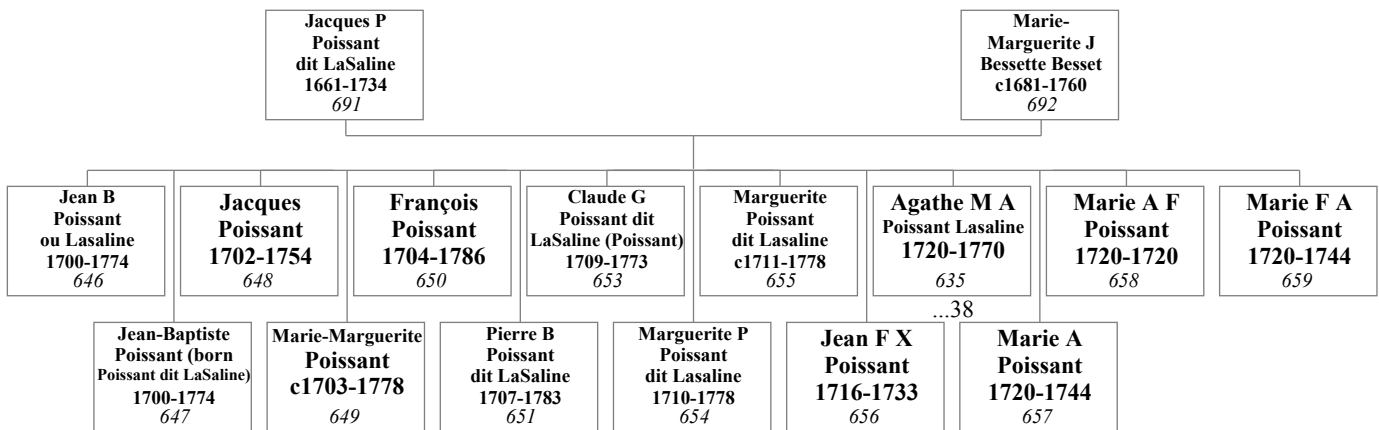 Jacques P
Poissant
dit LaSaline
1661-1734
691
Marie-
Marguerite J
Bessette Besset
c1681-1760
692
Jean B
Poissant
ou Lasaline
1700-1774
646
Jacques
Poissant
1702-1754
648
François
Poissant
1704-1786
650
Claude G
Poissant dit
LaSaline (Poissant)
1709-1773
653
Marguerite
Poissant
dit Lasaline
c1711-1778
655
Agathe M A
Poissant Lasaline
1720-1770
635
...38
Marie A F
Poissant
1720-1720
658
Marie F A
Poissant
1720-1744
659
Jean-Baptiste
Poissant (born
Poissant dit LaSaline)
1700-1774
647
Marie-Marguerite
Poissant
c1703-1778
649
Pierre B
Poissant
dit LaSaline
1707-1783
651
Marguerite P
Poissant
dit Lasaline
1710-1778
654
Jean F X
Poissant
1716-1733
656
Marie A
Poissant
1720-1744
657